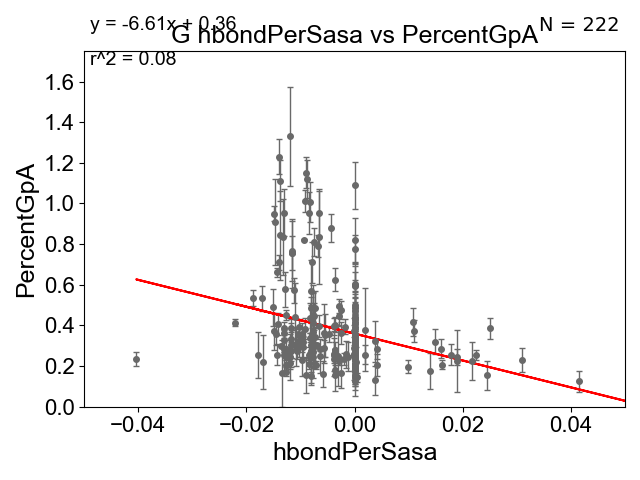 y = -6.61x + 0.36
N = 222
G hbondPerSasa vs PercentGpA
r^2 = 0.08
PercentGpA
1.6
1.4
1.2
1.0
0.8
0.6
0.4
0.2
0.0
−0.04 −0.02 0.00 0.02 0.04
hbondPerSasa